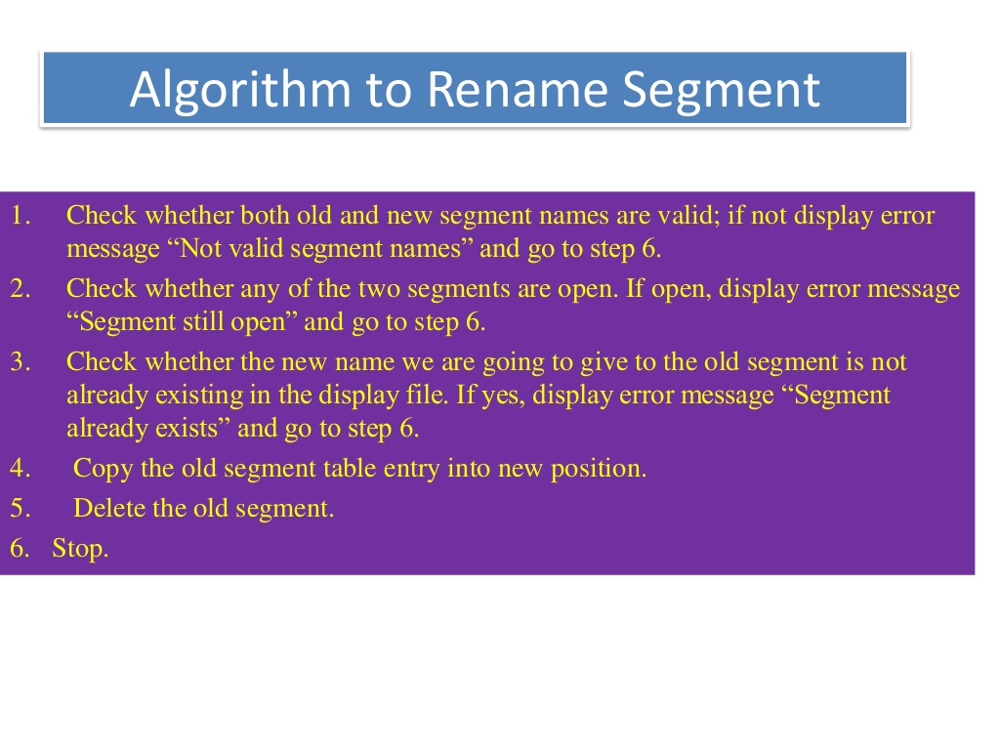 Algorithm to Rename Segment
1. Check whether both old and new segment names are valid; if not display error
message “Not valid segment names” and go to step 6.
2. Check whether any of the two segments are open. If open, display error message
“Segment still open” and go to step 6.
3. Check whether the new name we are going to give to the old segment is not
already existing in the display file. If yes, display error message “Segment
already exists” and go to step 6.
4. Copy the old segment table entry into new position.
5. Delete the old segment.
6. Stop.